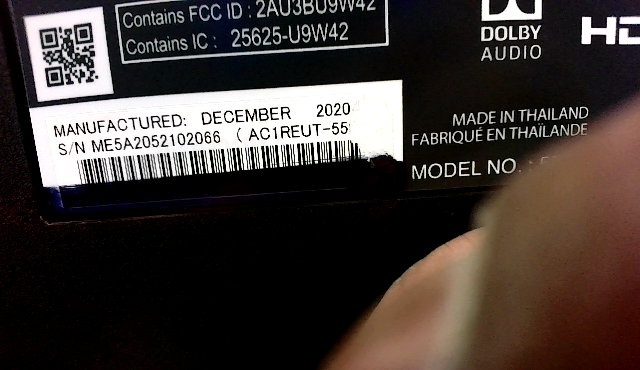 Contains FCC ID : 2AU3BU9W42
Contains IC : 25625-U9W42
DOLBY
AUDIO
MANUFACTURED: DECEMBER 2020
S/N ME5A2052102066 ( AC1REUT-55
MADE IN THAILAND
FABRIQUÉ EN THAÏLANDE
MODEL NO. :